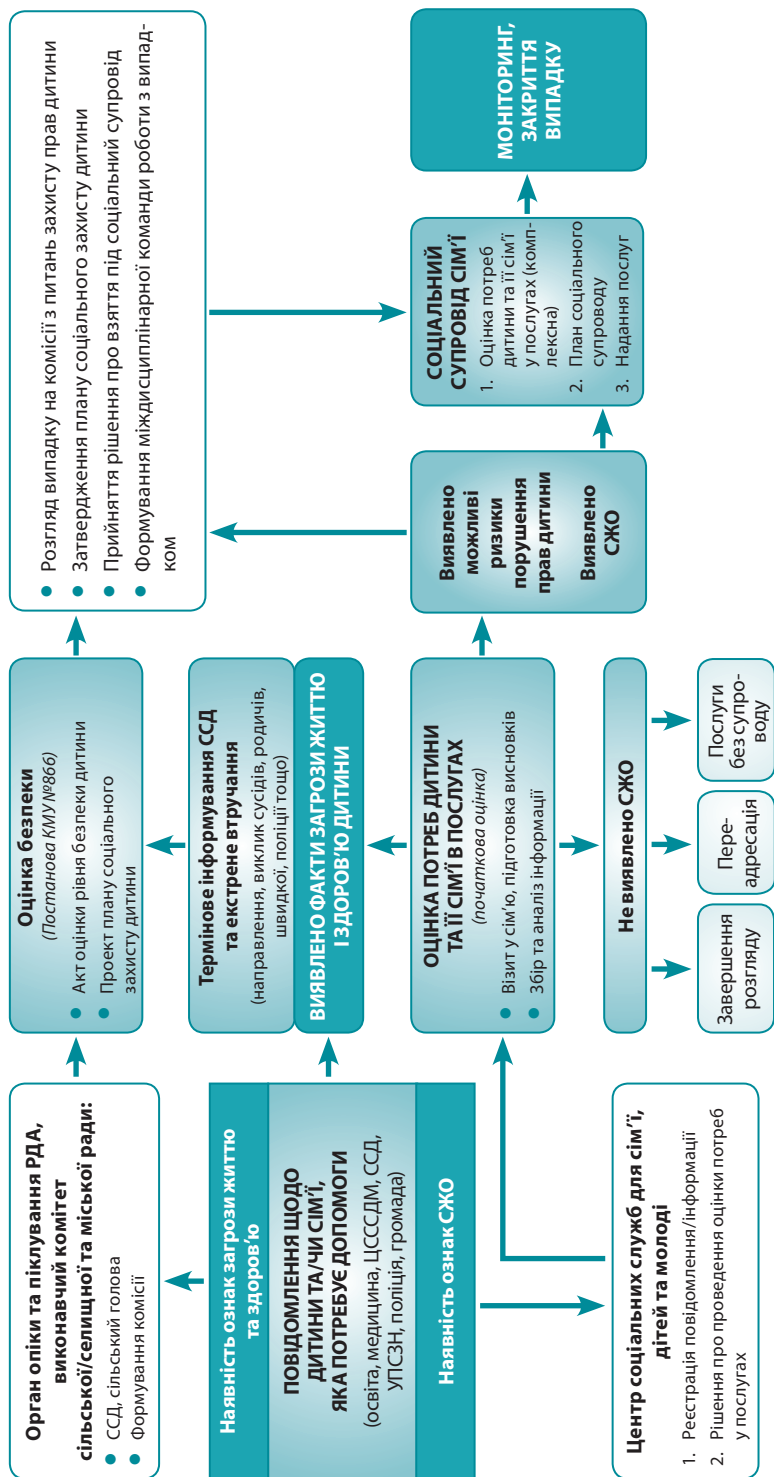 Орган опіки та піклування РДА,
виконавчий комітет
сільської/селищної та міської ради:
● ССД, сільський голова
● Формування комісії
Наявність ознак загрози життю
та здоров’ю
ПОВІДОМЛЕННЯ ЩОДО
ДИТИНИ ТА/ЧИ СІМ’Ї,
ЯКА ПОТРЕБУЄ ДОПОМОГИ
(освіта, медицина, ЦСССДМ, ССД,
УПСЗН, поліція, громада)
Наявність ознак СЖО
Центр соціальних служб для сім’ї,
дітей та молоді
1. Реєстрація повідомлення/інформації
2. Рішення про проведення оцінки потреб
у послугах
Оцінка безпеки
(Постанова КМУ №866)
● Акт оцінки рівня безпеки дитини
● Проект плану соціального
захисту дитини
Термінове інформування ССД
та екстрене втручання
(направлення, виклик сусідів, родичів,
швидкої, поліції тощо)
ВИЯВЛЕНО ФАКТИ ЗАГРОЗИ ЖИТТЮ
І ЗДОРОВ’Ю ДИТИНИ
ОЦІНКА ПОТРЕБ ДИТИНИ
ТА ЇЇ СІМ’Ї В ПОСЛУГАХ
(початкова оцінка)
● Візит у сім’ю, підготовка висновків
● Збір та аналіз інформації
Не виявлено СЖО
Завершення
розгляду
Пере-
адресація
Послуги
без супро-
воду
● Розгляд випадку на комісії з питань захисту прав дитини
● Затвердження плану соціального захисту дитини
● Прийняття рішення про взяття під соціальний супровід
● Формування міждисциплінарної команди роботи з випад-
ком
Виявлено
можливі
ризики
порушення
прав дитини
Виявлено
СЖО
СОЦІАЛЬНИЙ
СУПРОВІД СІМ’Ї
1. Оцінка потреб
дитини та її сім’ї
у послугах (комп-
лексна)
2. План соціального
супроводу
3. Надання послуг
МОНІТОРИНГ,
ЗАКРИТТЯ
ВИПАДКУ